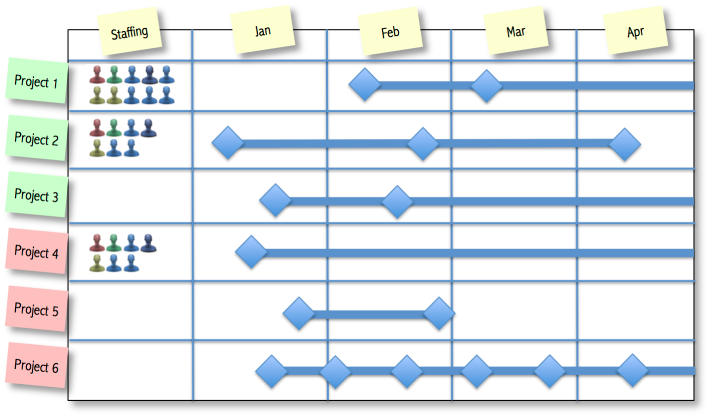 Staffing
Jan
Feb
Mar
Apr
Project 1
Project 2
Project 3
Project 4
Project 5
Project 6